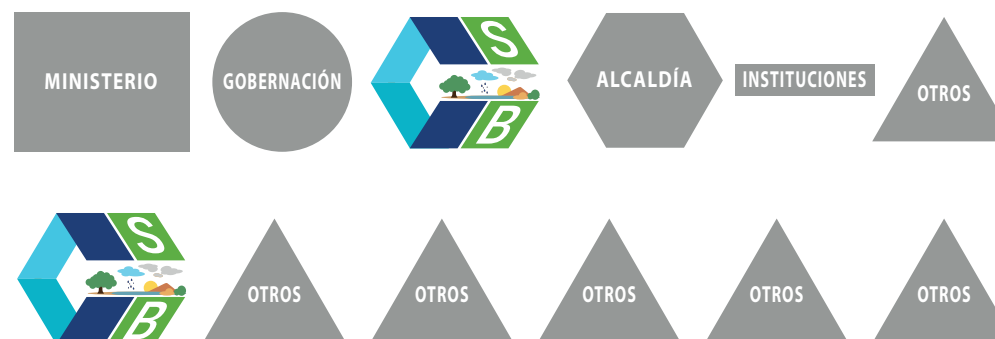 MINISTERIO
GOBERNACIÓN
S
B
ALCALDÍA
INSTITUCIONES
OTROS
S
B
OTROS
OTROS
OTROS
OTROS
OTROS